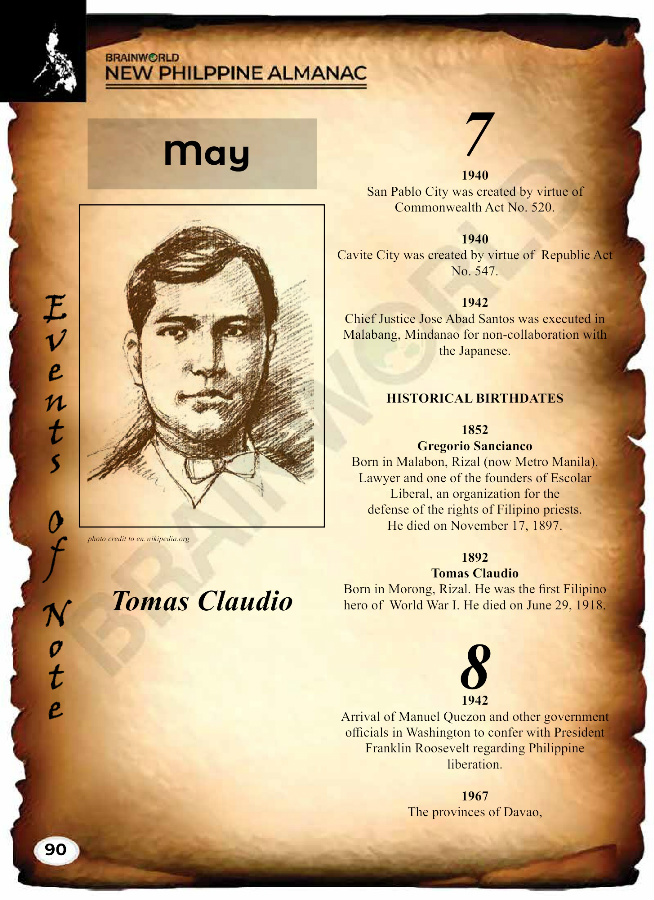 BRAINWORLD
NEW PHILPPINE ALMANAC
May
Events of Note
photo credit to en.wikipedia.org
Tomas Claudio
7
1940
San Pablo City was created by virtue of
Commonwealth Act No. 520.
1940
Cavite City was created by virtue of Republic Act
No. 547.
1942
Chief Justice Jose Abad Santos was executed in
Malabang, Mindanao for non-collaboration with
the Japanese.
HISTORICAL BIRTHDATES
1852
Gregorio Sancianco
Born in Malabon, Rizal (now Metro Manila).
Lawyer and one of the founders of Escolar
Liberal, an organization for the
defense of the rights of Filipino priests.
He died on November 17, 1897.
1892
Tomas Claudio
Born in Morong, Rizal. He was the first Filipino
hero of World War I. He died on June 29, 1918,
8
1942
Arrival of Manuel Quezon and other government
officials in Washington to confer with President
Franklin Roosevelt regarding Philippine
liberation.
1967
The provinces of Davao,
90
BRAINWORLD